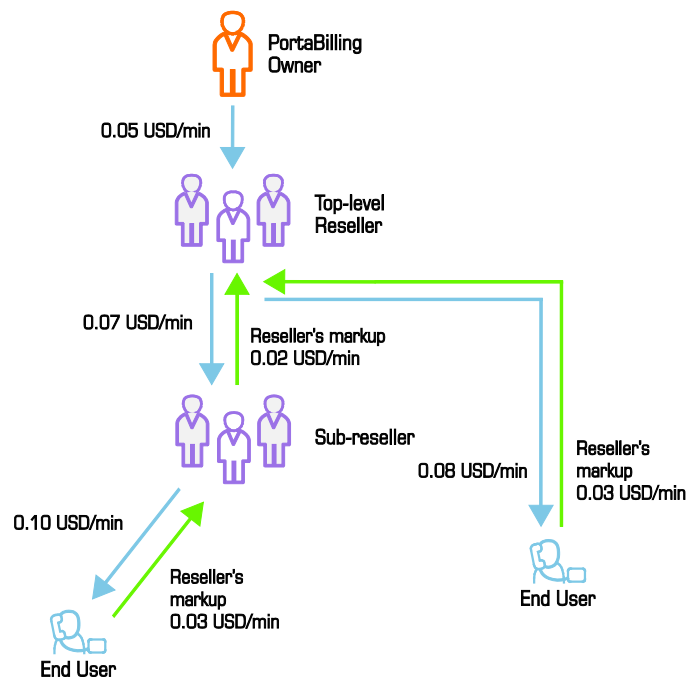 PortaBilling
Owner
0.05 USD/min
Top-level
Reseller
0.07 USD/min
Reseller's markup
0.02 USD/min
Sub-reseller
0.08 USD/min
Reseller's
markup
0.03 USD/min
0.10 USD/min
Reseller's
markup
0.03 USD/min
End User
End User